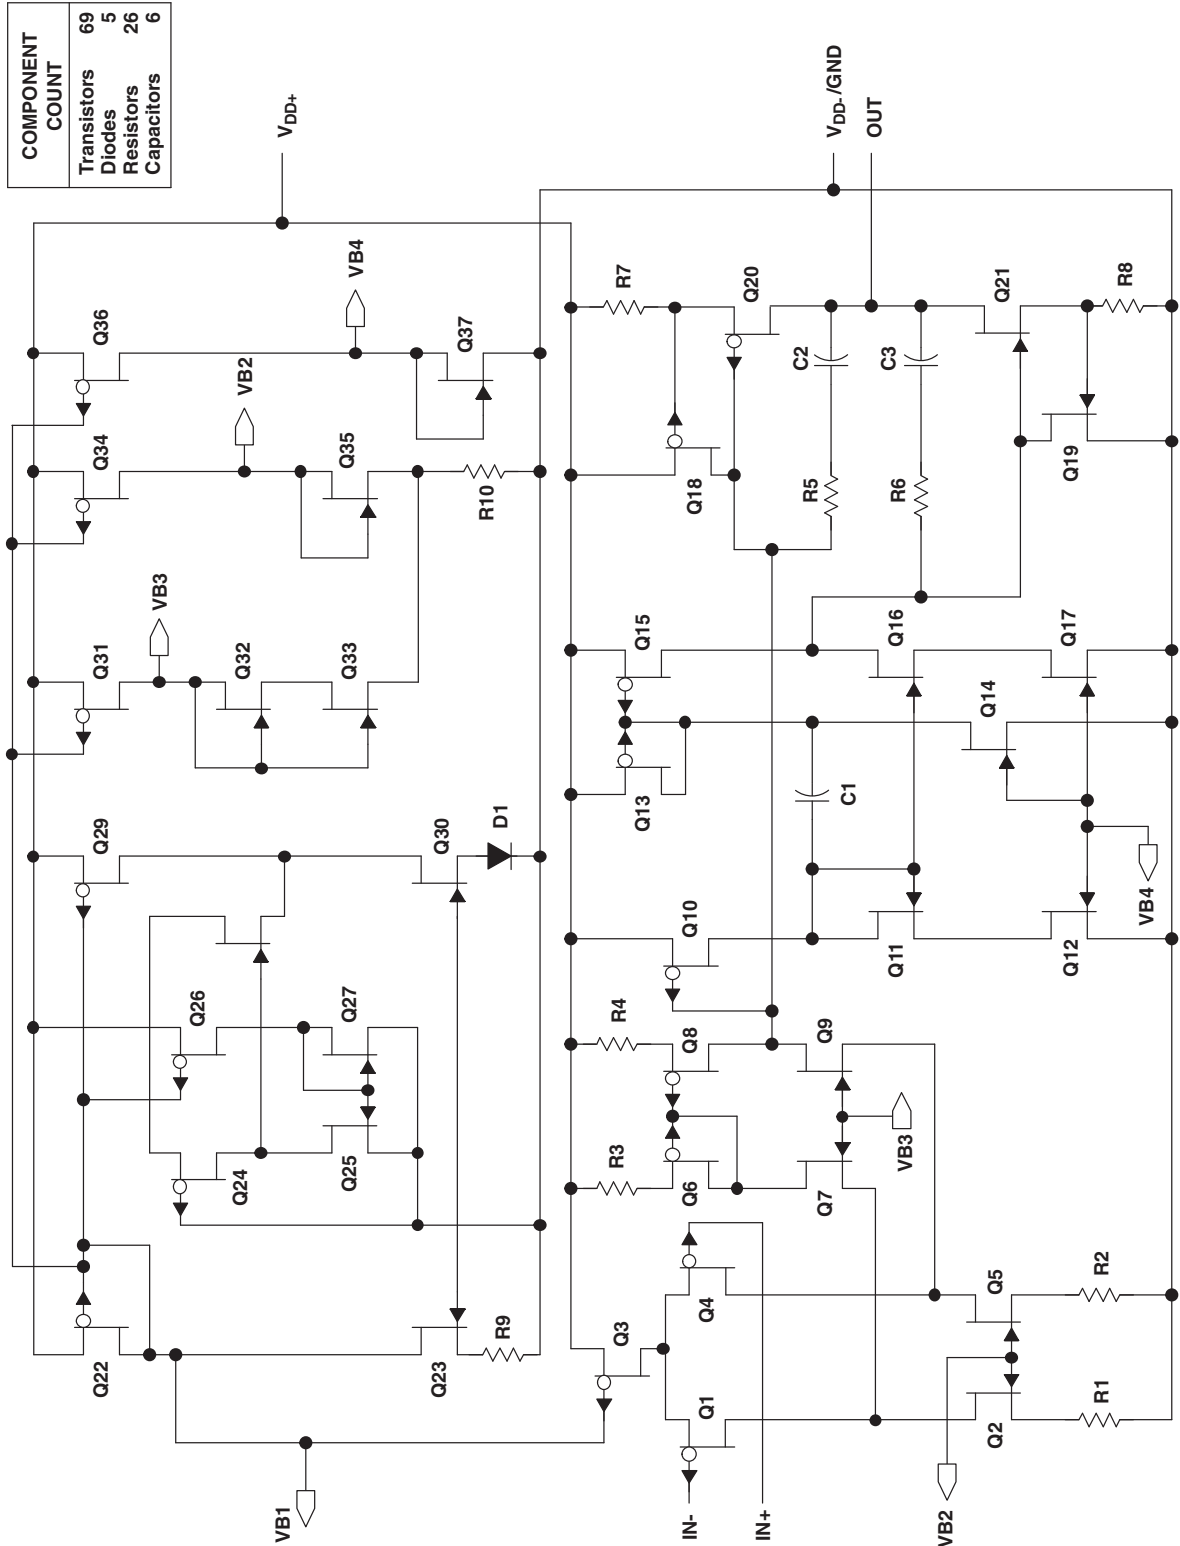 COMPONENT
COUNT
Transistors 69
Diodes 5
Resistors 26
Capacitors 6
VDD+
VDD-/GND
OUT
Q36
VB4
Q37
Q34
VB2
Q35
R10
Q31
VB3
Q32
Q33
Q29
Q30
D1
Q26
Q27
Q24
Q25
Q22
Q23
R9
VB1
R7
Q20
Q18
C2
R5
C3
R6
Q21
R8
Q19
Q15
Q13
Q16
Q17
Q14
C1
Q10
Q11
Q12
VB4
R4
Q8
Q9
R3
Q6
Q7
VB3
Q3
Q4
Q1
Q5
R2
Q2
R1
IN-
IN+
VB2